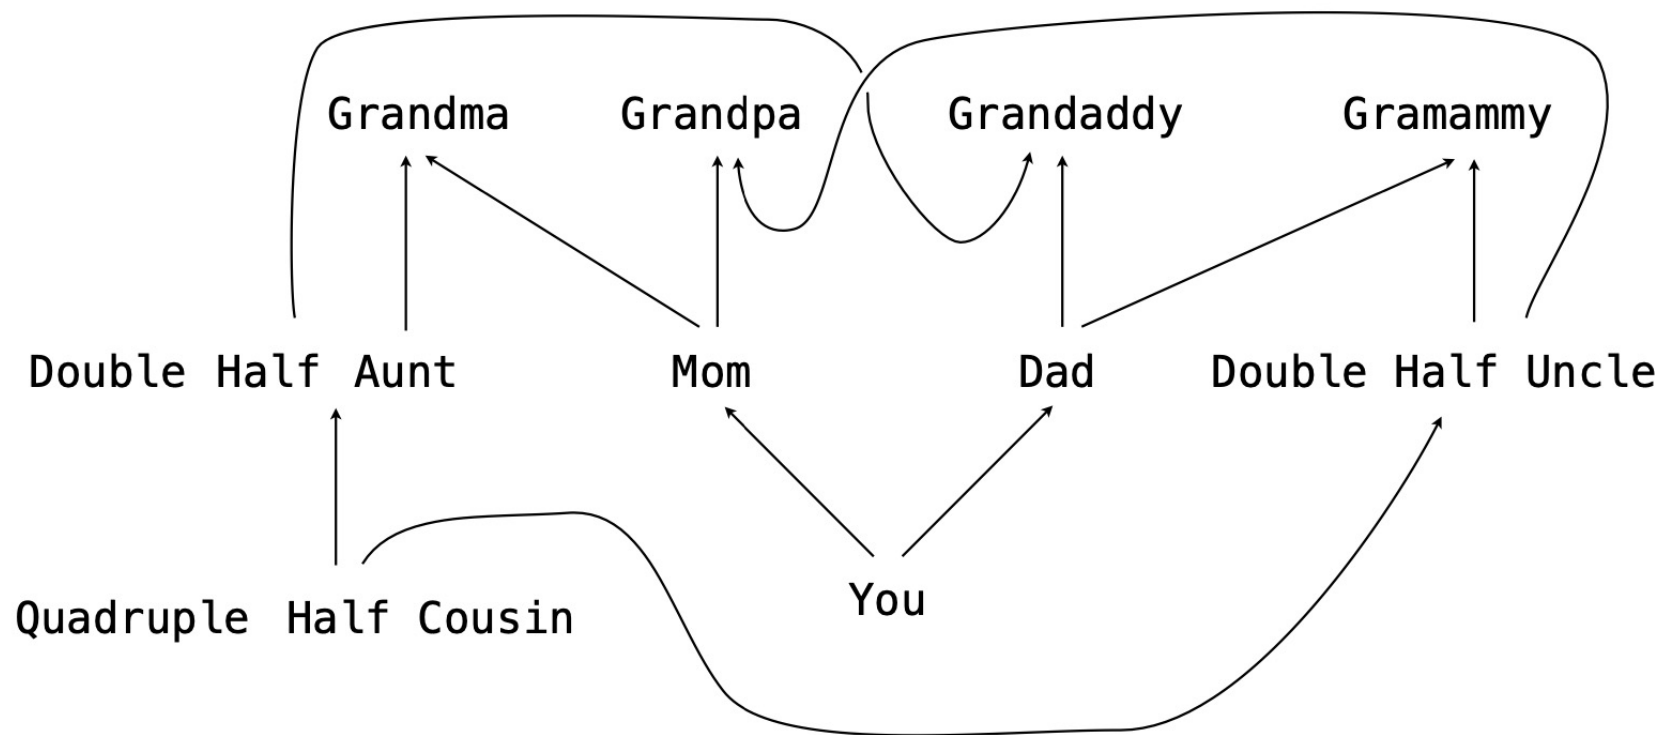 Grandma Grandpa Grandaddy Gramammy
Double Half Aunt Mom Dad Double Half Uncle
You
Quadruple Half Cousin